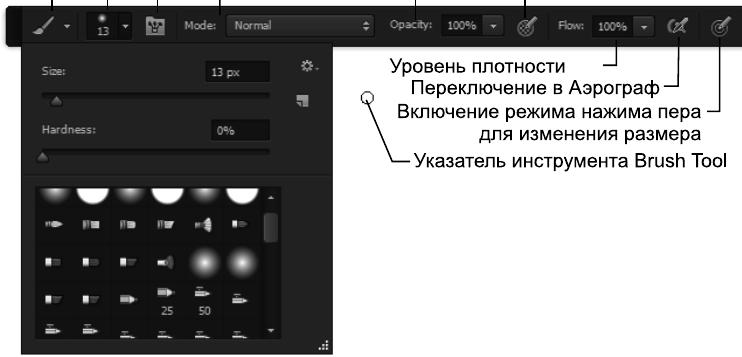 13 Mode: Normal Opacity: 100% Flow: 100%
Size: 13 px
Hardness: 0%
25 50
Уровень плотности
Переключение в Аэрограф
Включение режима нажима пера
для изменения размера
Указатель инструмента Brush Tool